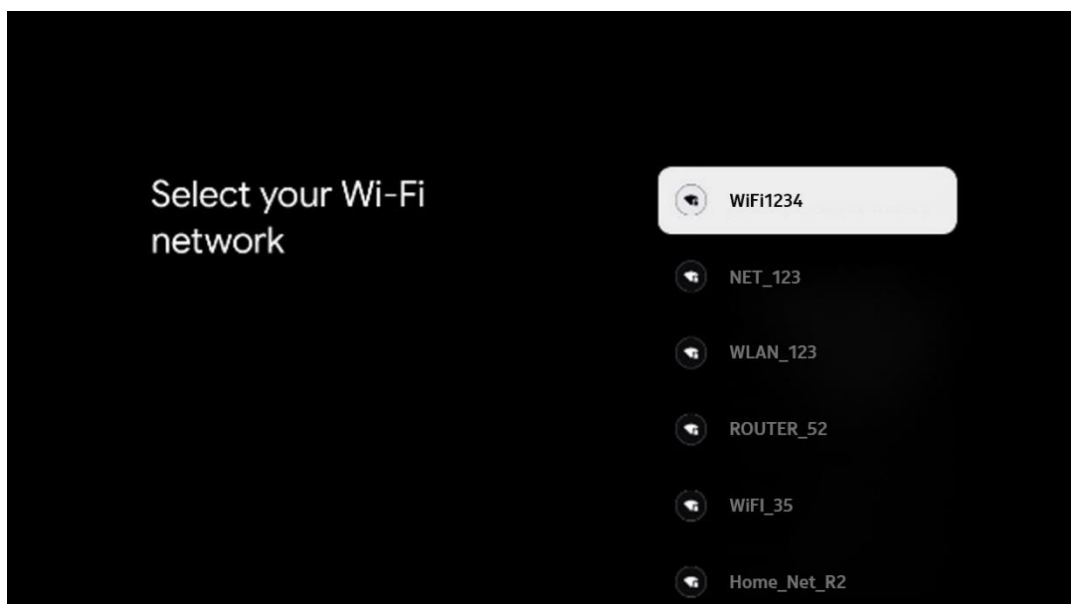 Select your Wi-Fi
network
WiFi1234
NET_123
WLAN_123
ROUTER_52
WiFI_35
Home_Net_R2